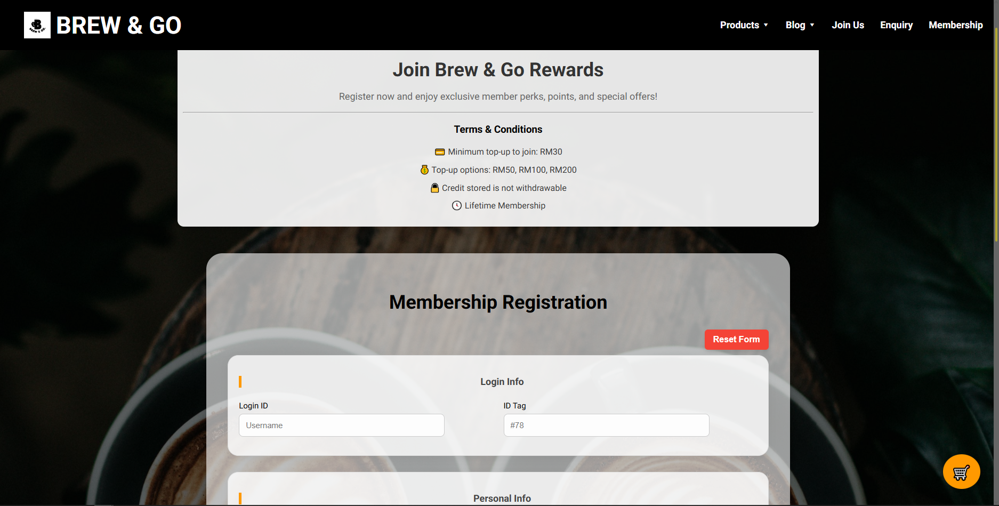 BREW & GO
BREW & GO
Products
Blog
Join Us
Enquiry
Membership
Join Brew & Go Rewards
Register now and enjoy exclusive member perks, points, and special offers!
Terms & Conditions
Minimum top-up to join: RM30
Top-up options: RM50, RM100, RM200
Credit stored is not withdrawable
Lifetime Membership
Membership Registration
Reset Form
Login Info
Login ID
ID Tag
Username
#78
Personal Info